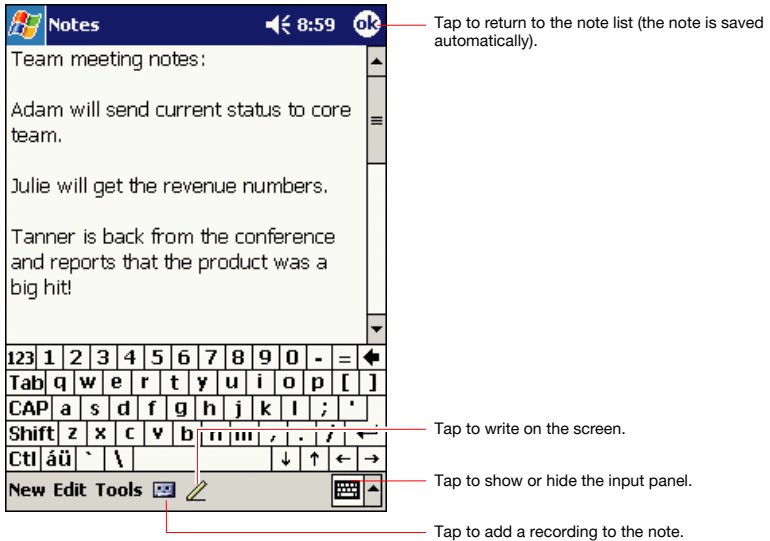 Notes 8:59 ok
Tap to return to the note list (the note is saved
automatically).
Team meeting notes:
Adam will send current status to core
team.
Julie will get the revenue numbers.
Tanner is back from the conference
and reports that the product was a
big hit!
123 1 2 3 4 5 6 7 8 9 0 - =
Tab q w e r t y u i o p [ ]
CAP a s d f g h j k l ; '
Shift z x c v b n m , . /
Ctl áü ` \ ↓ ↑ ← →
Tap to write on the screen.
New Edit Tools
Tap to show or hide the input panel.
Tap to add a recording to the note.